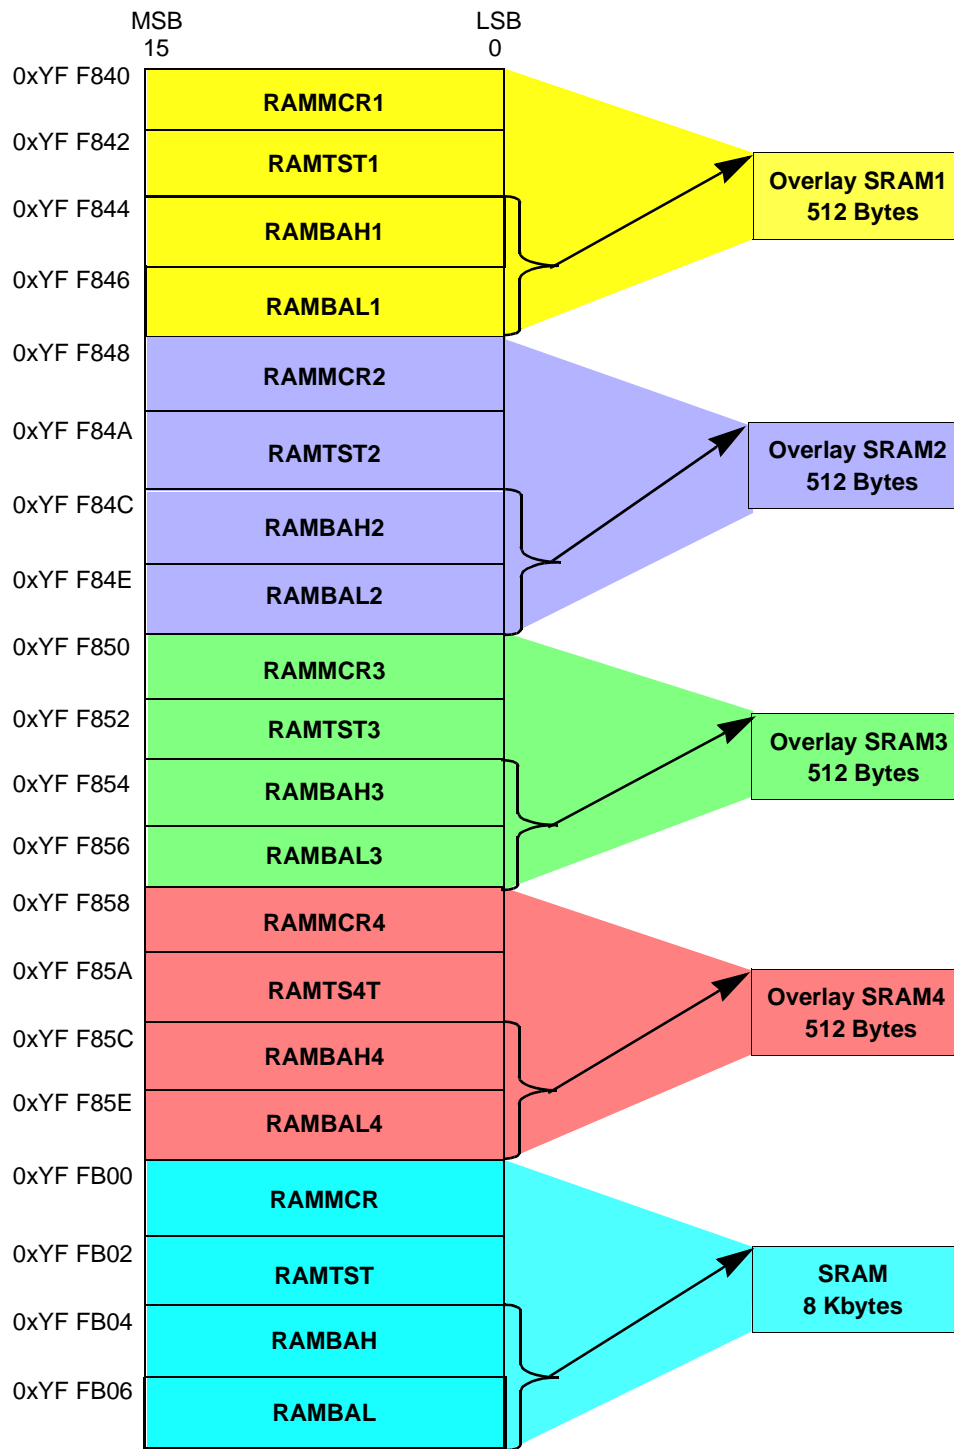 MSB LSB
15 0
0xYF F840
RAMMCR1
0xYF F842
RAMTST1
0xYF F844
RAMBAH1
0xYF F846
RAMBAL1
Overlay SRAM1
512 Bytes
0xYF F848
RAMMCR2
0xYF F84A
RAMTST2
0xYF F84C
RAMBAH2
0xYF F84E
RAMBAL2
Overlay SRAM2
512 Bytes
0xYF F850
RAMMCR3
0xYF F852
RAMTST3
0xYF F854
RAMBAH3
0xYF F856
RAMBAL3
Overlay SRAM3
512 Bytes
0xYF F858
RAMMCR4
0xYF F85A
RAMTS4T
0xYF F85C
RAMBAH4
0xYF F85E
RAMBAL4
Overlay SRAM4
512 Bytes
0xYF FB00
RAMMCR
0xYF FB02
RAMTST
0xYF FB04
RAMBAH
0xYF FB06
RAMBAL
SRAM
8 Kbytes